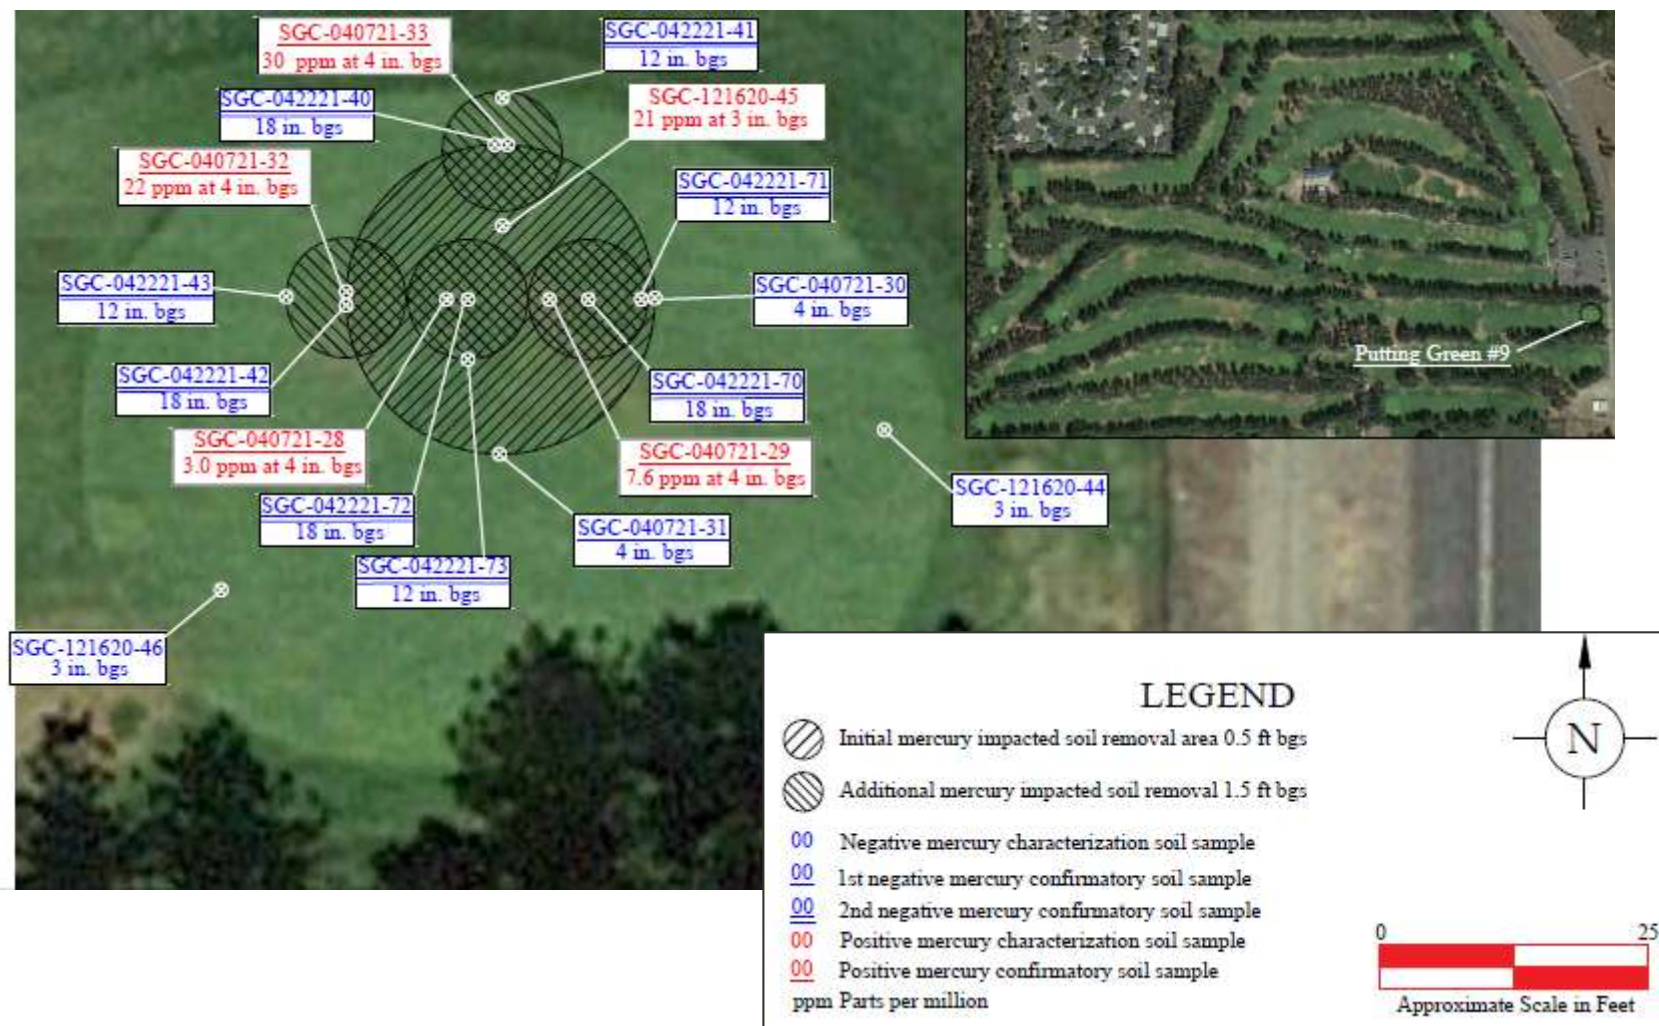 SGC-040721-33
30 ppm at 4 in. bgs
SGC-042221-41
12 in. bgs
SGC-042221-40
18 in. bgs
SGC-121620-45
21 ppm at 3 in. bgs
SGC-040721-32
22 ppm at 4 in. bgs
SGC-042221-71
12 in. bgs
SGC-042221-43
12 in. bgs
SGC-040721-30
4 in. bgs
SGC-042221-42
18 in. bgs
SGC-042221-70
18 in. bgs
SGC-040721-28
3.0 ppm at 4 in. bgs
SGC-040721-29
7.6 ppm at 4 in. bgs
SGC-042221-72
18 in. bgs
SGC-040721-31
4 in. bgs
SGC-121620-44
3 in. bgs
SGC-042221-73
12 in. bgs
SGC-121620-46
3 in. bgs
Putting Green #9
LEGEND
Initial mercury impacted soil removal area 0.5 ft bgs
Additional mercury impacted soil removal 1.5 ft bgs
00 Negative mercury characterization soil sample
00 1st negative mercury confirmatory soil sample
00 2nd negative mercury confirmatory soil sample
00 Positive mercury characterization soil sample
00 Positive mercury confirmatory soil sample
ppm Parts per million
N
0 25
Approximate Scale in Feet